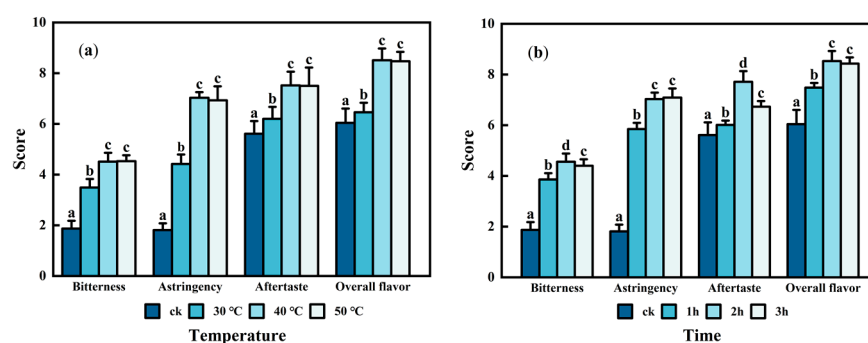 (a)
Score
10
8
6
4
2
0
a b c c
a b c c
a b c c
a b c c
Bitterness Astringency Aftertaste Overall flavor
ck 30 ℃ 40 ℃ 50 ℃
Temperature
(b)
Score
10
8
6
4
2
0
a b d c
a b c c
a b d c
a b c c
Bitterness Astringency Aftertaste Overall flavor
ck 1h 2h 3h
Time